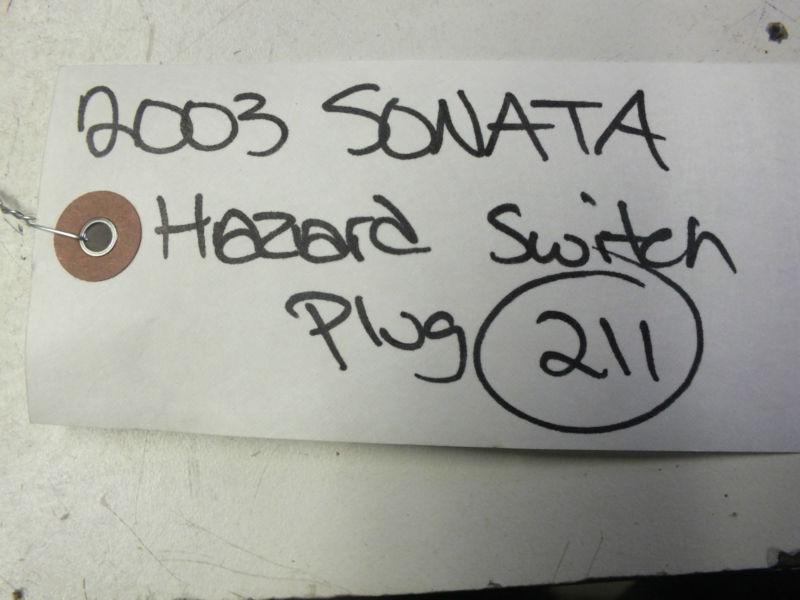 2003 SONATA
Hazard Switch
Plug 211